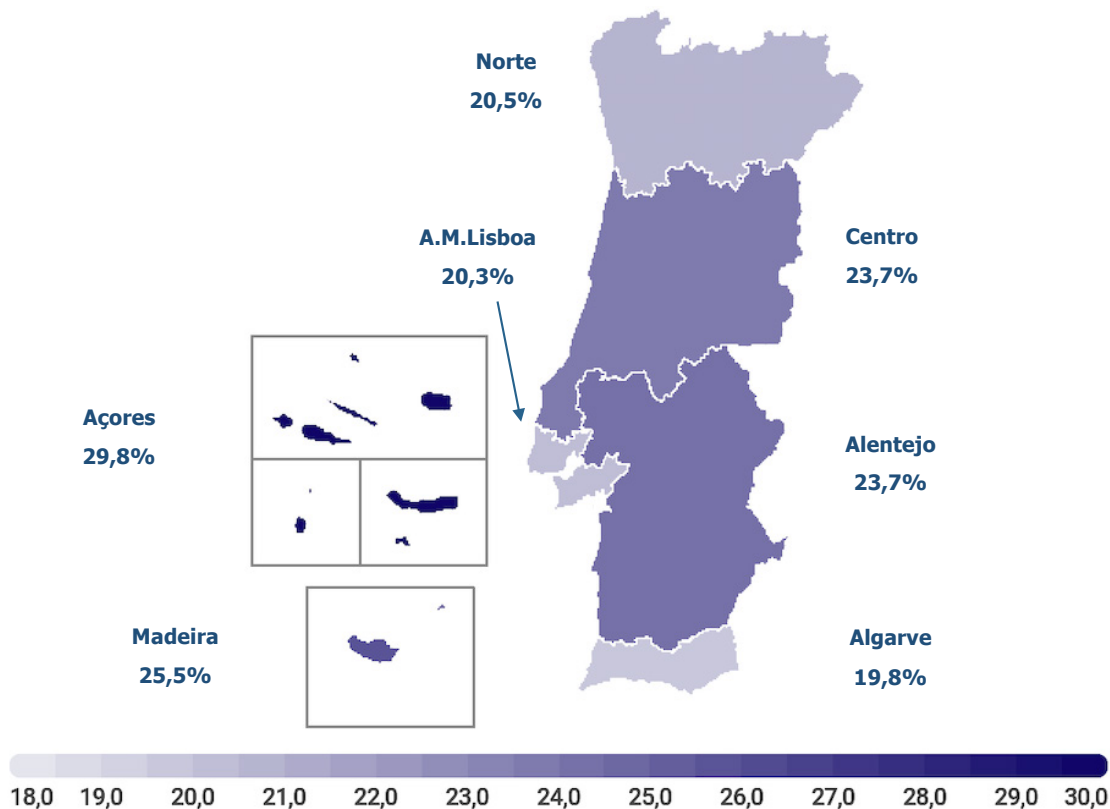 Norte
20,5%
A.M.Lisboa
20,3%
Centro
23,7%
Açores
29,8%
Alentejo
23,7%
Madeira
25,5%
Algarve
19,8%
18,0 19,0 20,0 21,0 22,0 23,0 24,0 25,0 26,0 27,0 28,0 29,0 30,0